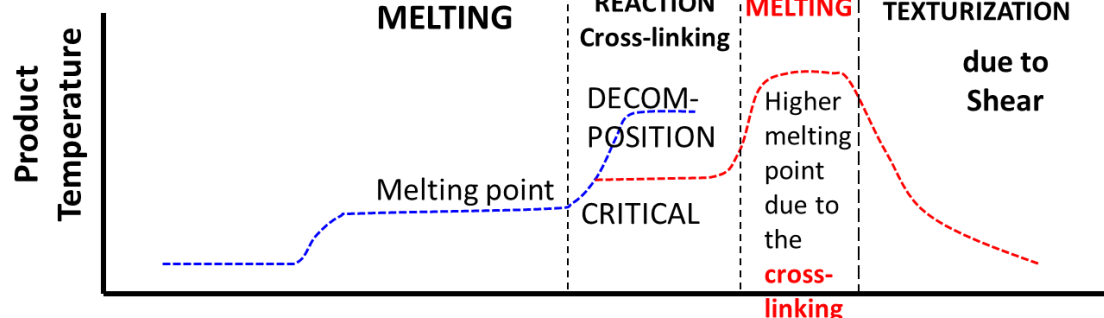 Product
Temperature
MELTING
Melting point
REACTION
Cross-linking
DECOM-
POSITION
CRITICAL
MELTING
Higher
melting
point
due to
the
cross-
linking
TEXTURIZATION
due to
Shear